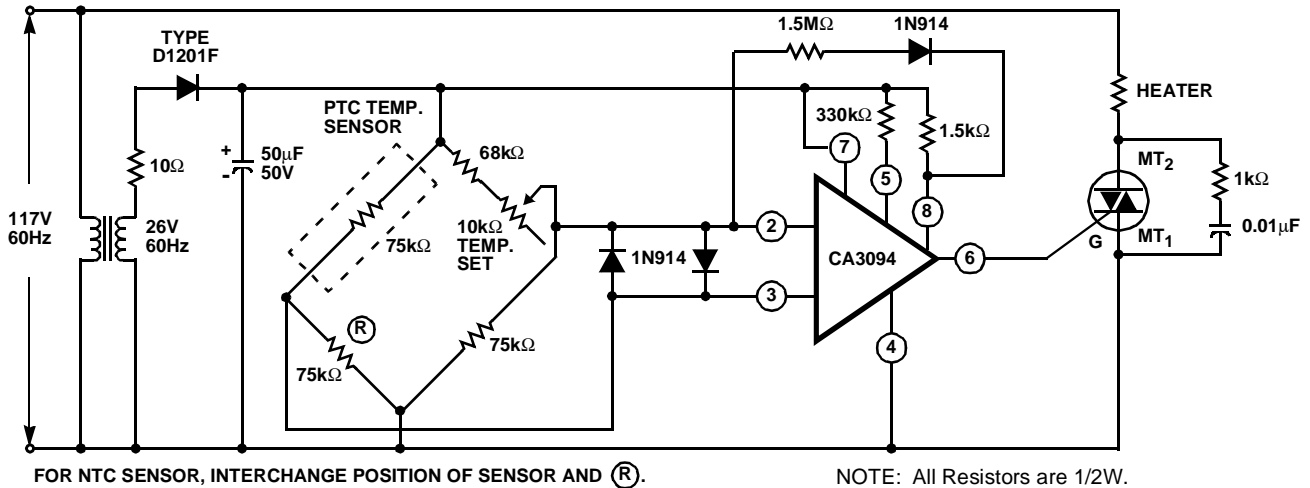 TYPE
D1201F
1.5MΩ
1N914
PTC TEMP.
SENSOR
330kΩ
HEATER
68kΩ
1.5kΩ
10Ω
+
-
50µF
50V
7
5
8
MT2
1kΩ
117V
60Hz
26V
60Hz
75kΩ
10kΩ
TEMP.
SET
2
1N914
CA3094
6
G
MT1
0.01µF
3
R
75kΩ
75kΩ
4
FOR NTC SENSOR, INTERCHANGE POSITION OF SENSOR AND R.
NOTE: All Resistors are 1/2W.